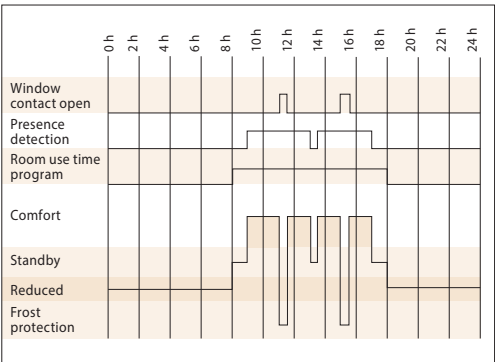 0 h 2 h 4 h 6 h 8 h 10 h 12 h 14 h 16 h 18 h 20 h 22 h 24 h
Window
contact open
Presence
detection
Room use time
program
Comfort
Standby
Reduced
Frost
protection